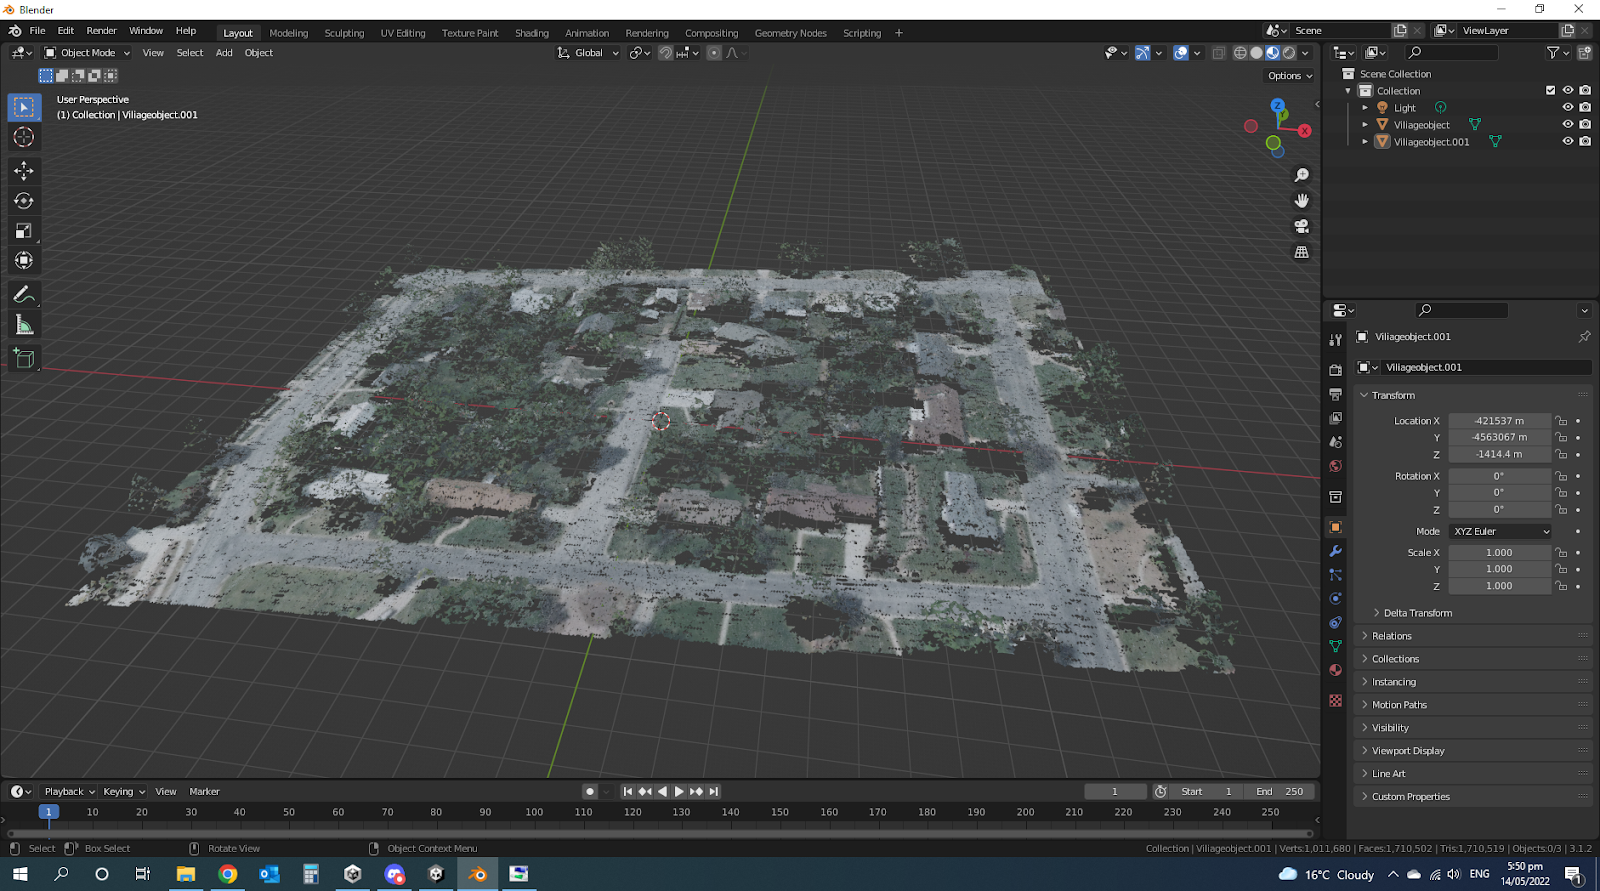 Blender
File Edit Render Window Help Layout Modeling Sculpting UV Editing Texture Paint Shading Animation Rendering Compositing Geometry Nodes Scripting + Scene ViewLayer
Object Mode View Select Add Object Global
Options
User Perspective
(1) Collection | Villageobject.001
Z
X
Scene Collection
Collection
Light
Villageobject
Villageobject.001
Villageobject.001
Villageobject.001
Transform
Location X -421537 m
Y -4563067 m
Z -1414.4 m
Rotation X 0°
Y 0°
Z 0°
Mode XYZ Euler
Scale X 1.000
Y 1.000
Z 1.000
Delta Transform
Relations
Collections
Instancing
Motion Paths
Visibility
Viewport Display
Line Art
Custom Properties
Playback Keying View Marker 1 Start 1 End 250
1 10 20 30 40 50 60 70 80 90 100 110 120 130 140 150 160 170 180 190 200 210 220 230 240 250
Select Box Select Rotate View Object Context Menu Collection | Villageobject.001 | Verts:1,011,680 | Faces:1,710,502 | Tris:1,710,519 | Objects:0/3 | 3.1.2
16°C Cloudy ENG 5:50 pm
14/05/2022
1